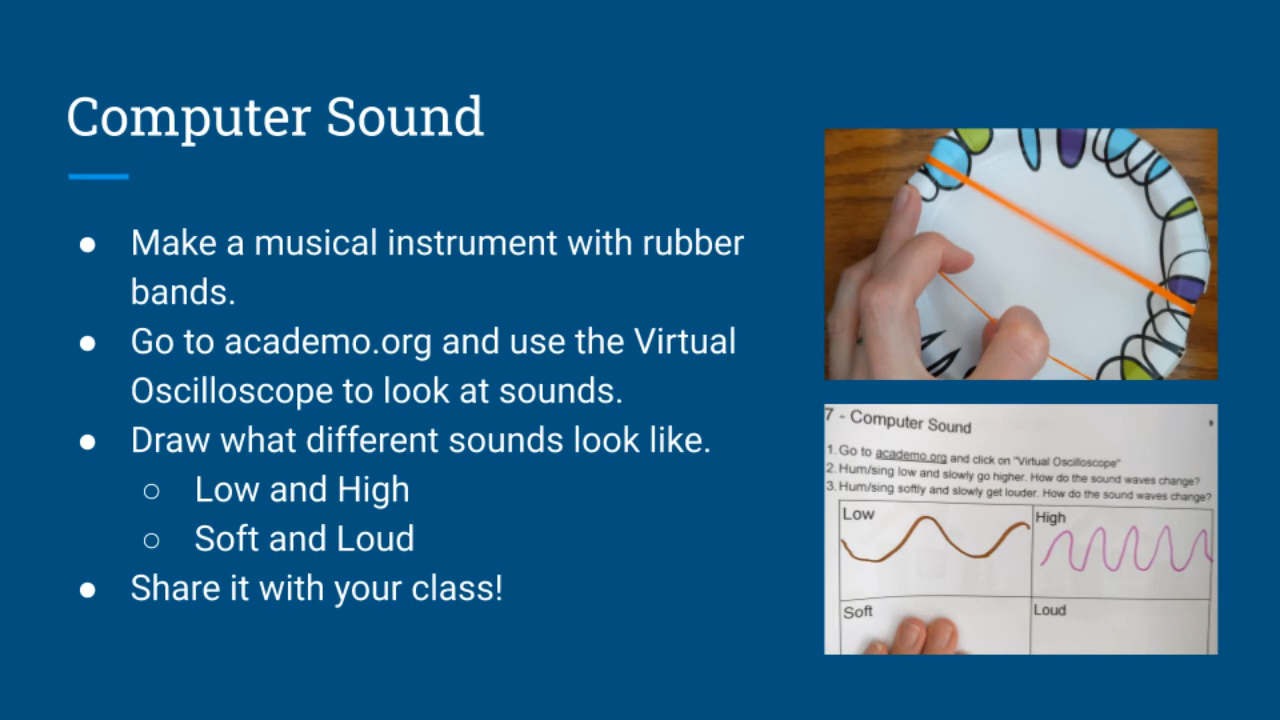 Computer Sound
● Make a musical instrument with rubber
bands.
● Go to academo.org and use the Virtual
Oscilloscope to look at sounds.
● Draw what different sounds look like.
○ Low and High
○ Soft and Loud
● Share it with your class!
7 - Computer Sound
1. Go to academo.org and click on "Virtual Oscilloscope"
2. Hum/sing low and slowly go higher. How do the sound waves change?
3. Hum/sing softly and slowly get louder. How do the sound waves change?
Low
High
Soft
Loud